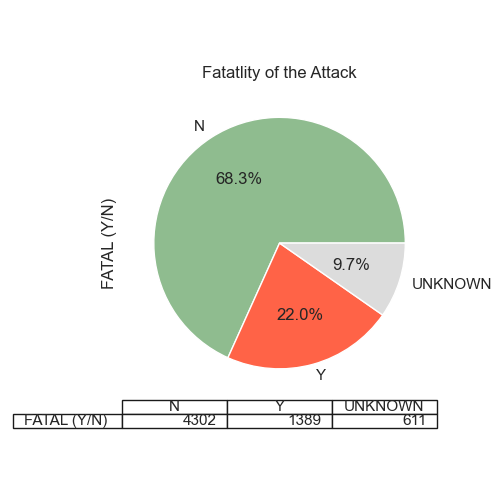 Fatatlity of the Attack
N
68.3%
FATAL (Y/N)
9.7%
UNKNOWN
22.0%
Y
N Y UNKNOWN
FATAL (Y/N) 4302 1389 611